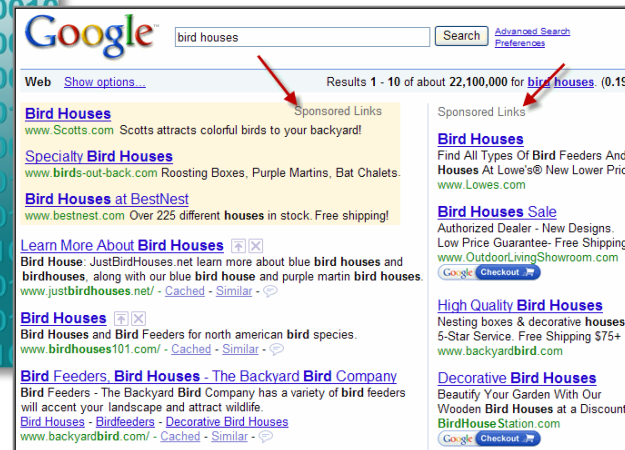 Google™
bird houses
Search
Advanced Search
Preferences
Web Show options... Results 1 - 10 of about 22,100,000 for bird houses. (0.19
Sponsored Links
Bird Houses
www.Scotts.com Scotts attracts colorful birds to your backyard!
Specialty Bird Houses
www.birds-out-back.com Roosting Boxes, Purple Martins, Bat Chalets.
Bird Houses at BestNest
www.bestnest.com Over 225 different houses in stock. Free shipping!
Learn More About Bird Houses
Bird House: JustBirdHouses.net learn more about blue bird houses and
birdhouses, along with our blue bird house and purple martin bird houses.
www.justbirdhouses.net/ - Cached - Similar -
Bird Houses
Bird Houses and Bird Feeders for north american bird species.
www.birdhouses101.com/ - Cached - Similar -
Bird Feeders, Bird Houses - The Backyard Bird Company
Bird Feeders - The Backyard Bird Company has a variety of bird feeders
will accent your landscape and attract wildlife.
Bird Houses - Birdfeeders - Decorative Bird Houses
www.backyardbird.com/ - Cached - Similar -
Sponsored Links
Bird Houses
Find All Types Of Bird Feeders And
Houses At Lowe's® New Lower Pric
www.Lowes.com
Bird Houses Sale
Authorized Dealer - New Designs.
Low Price Guarantee- Free Shipping
www.OutdoorLivingShowroom.com
Google Checkout
High Quality Bird Houses
Nesting boxes & decorative houses
5-Star Service. Free Shipping $75+
www.backyardbird.com
Decorative Bird Houses
Beautify Your Garden With Our
Wooden Bird Houses at a Discount
BirdHouseStation.com
Google Checkout